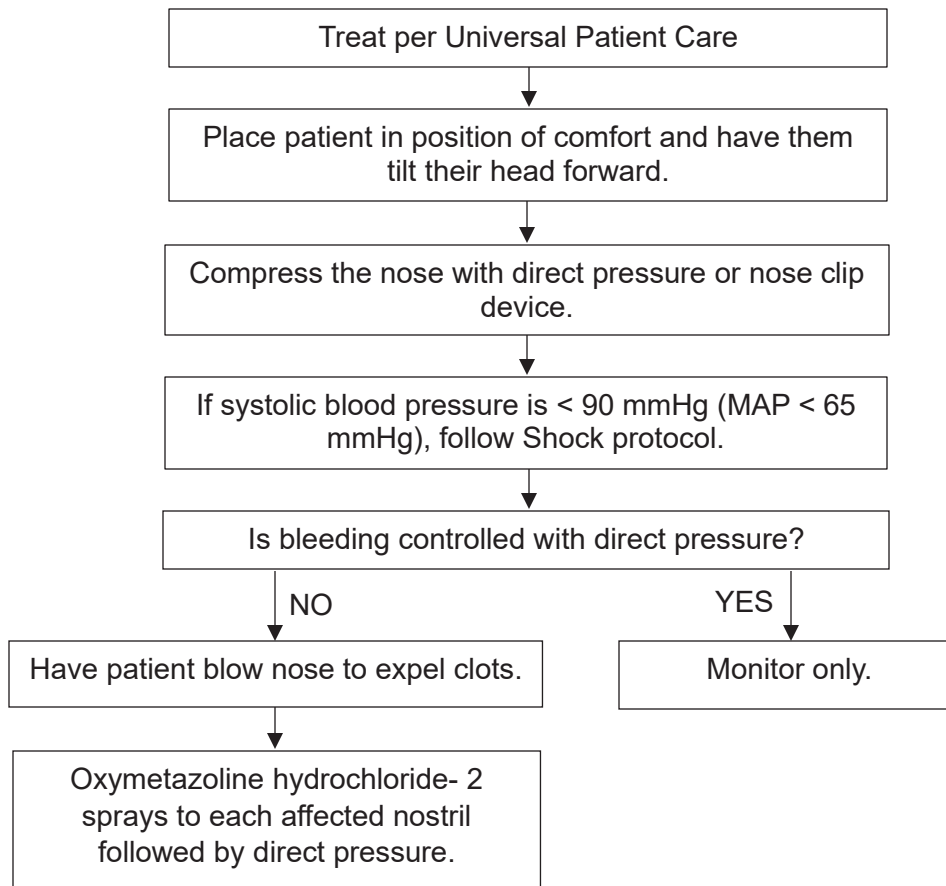 Treat per Universal Patient Care
Place patient in position of comfort and have them
tilt their head forward.
Compress the nose with direct pressure or nose clip
device.
If systolic blood pressure is < 90 mmHg (MAP < 65
mmHg), follow Shock protocol.
Is bleeding controlled with direct pressure?
NO
YES
Have patient blow nose to expel clots.
Monitor only.
Oxymetazoline hydrochloride- 2
sprays to each affected nostril
followed by direct pressure.